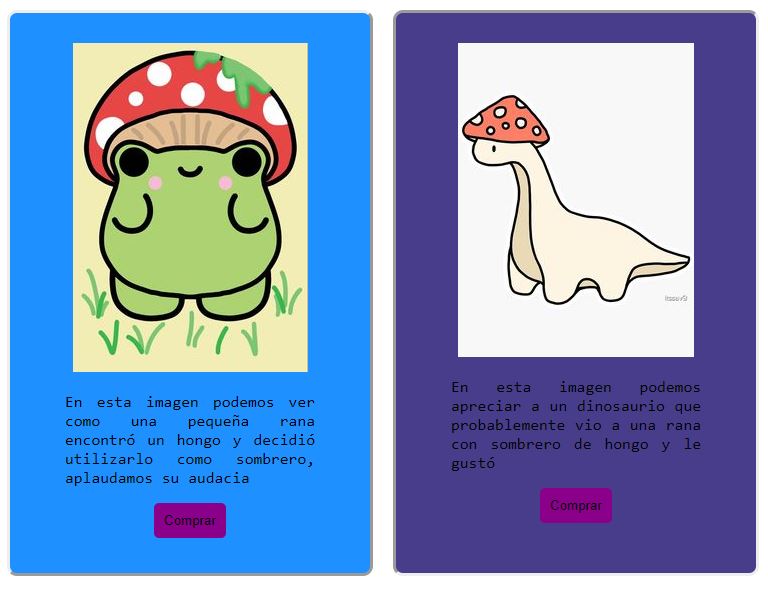 En esta imagen podemos ver
como una pequeña rana
encontró un hongo y decidió
utilizarlo como sombrero,
aplaudamos su audacia
Comprar
En esta imagen podemos
apreciar a un dinosaurio que
probablemente vio a una rana
con sombrero de hongo y le
gustó
Comprar